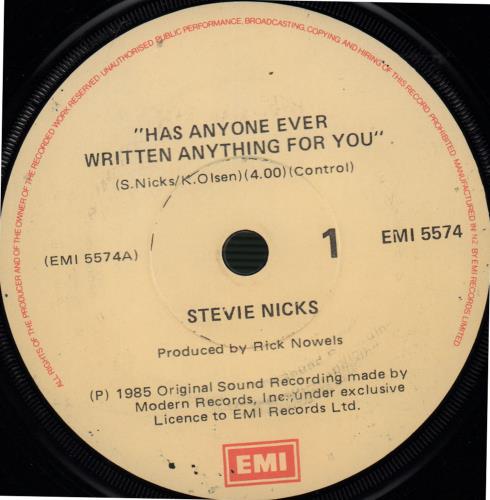 ALL RIGHTS OF THE PRODUCER AND OF THE OWNER OF THE RECORDED WORK RESERVED · UNAUTHORISED PUBLIC PERFORMANCE, BROADCASTING, COPYING AND HIRING OF THIS RECORD PROHIBITED MANUFACTURED IN NZ BY EMI RECORDS LIMITED
"HAS ANYONE EVER
WRITTEN ANYTHING FOR YOU"
(S.Nicks/K.Olsen)(4.00)(Control)
(EMI 5574A)
1
EMI 5574
STEVIE NICKS
Produced by Rick Nowels
(P) 1985 Original Sound Recording made by
Modern Records, Inc.,under exclusive
Licence to EMI Records Ltd.
EMI